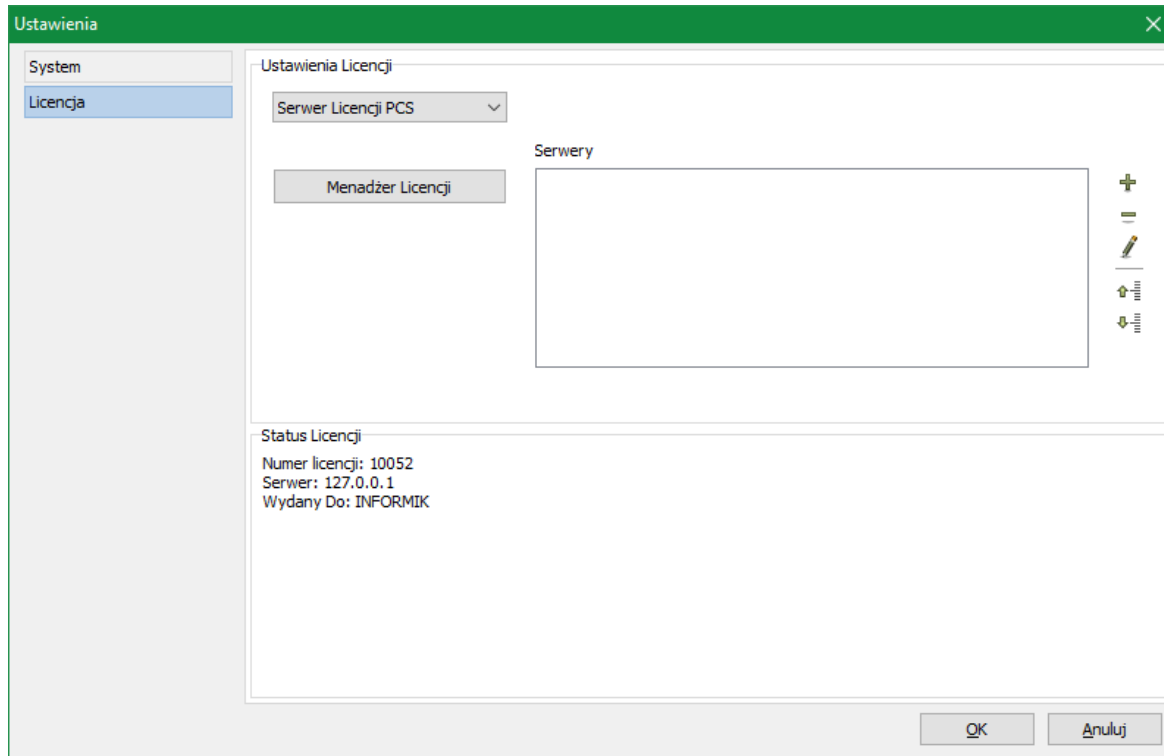 Ustawienia
System
Licencja
Ustawienia Licencji
Serwer Licencji PCS
Serwery
Menadżer Licencji
Status Licencji
Numer licencji: 10052
Serwer: 127.0.0.1
Wydany Do: INFORMIK
OK
Anuluj